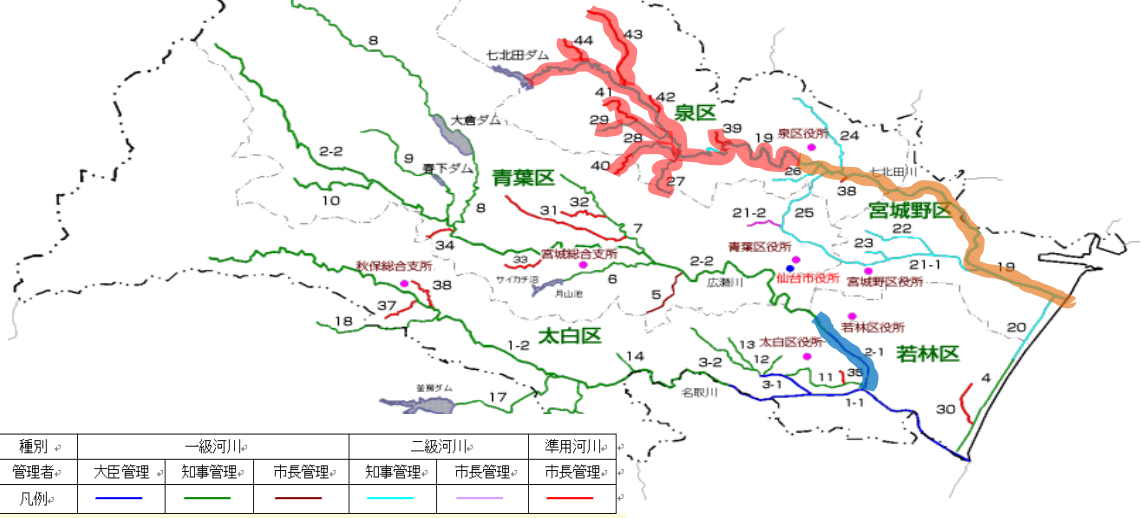 8
44
43
七北田ダム
41
42
29
泉区
大倉ダム
28
39
19
泉区役所
24
2-2
9
春下ダム
40
26
七北田川
青葉区
27
38
10
8
31
32
21-2
25
宮城野区
22
7
34
青葉区役所
23
33
宮城総合支所
2-2
21-1
19
秋保総合支所
サイカチ沼
6
広瀬川
仙台市役所
宮城野区役所
38
月山池
5
37
18
太白区
若林区役所
20
1-2
13
太白区役所
2-1
若林区
14
3-2
12
11
35
4
釜房ダム
17
名取川
3-1
1-1
30
種別 一級河川 二級河川 準用河川
管理者 大臣管理 知事管理 市長管理 知事管理 市長管理 市長管理
凡例